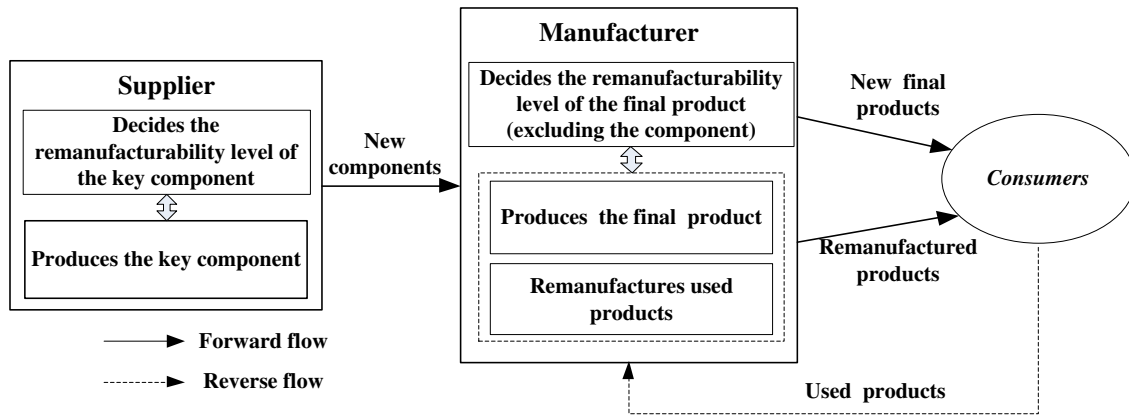 Supplier
Decides the
remanufacturability level of
the key component
Produces the key component
New
components
Manufacturer
Decides the remanufacturability
level of the final product
(excluding the component)
Produces the final product
Remanufactures used
products
New final
products
Remanufactured
products
Consumers
Used products
Forward flow
Reverse flow